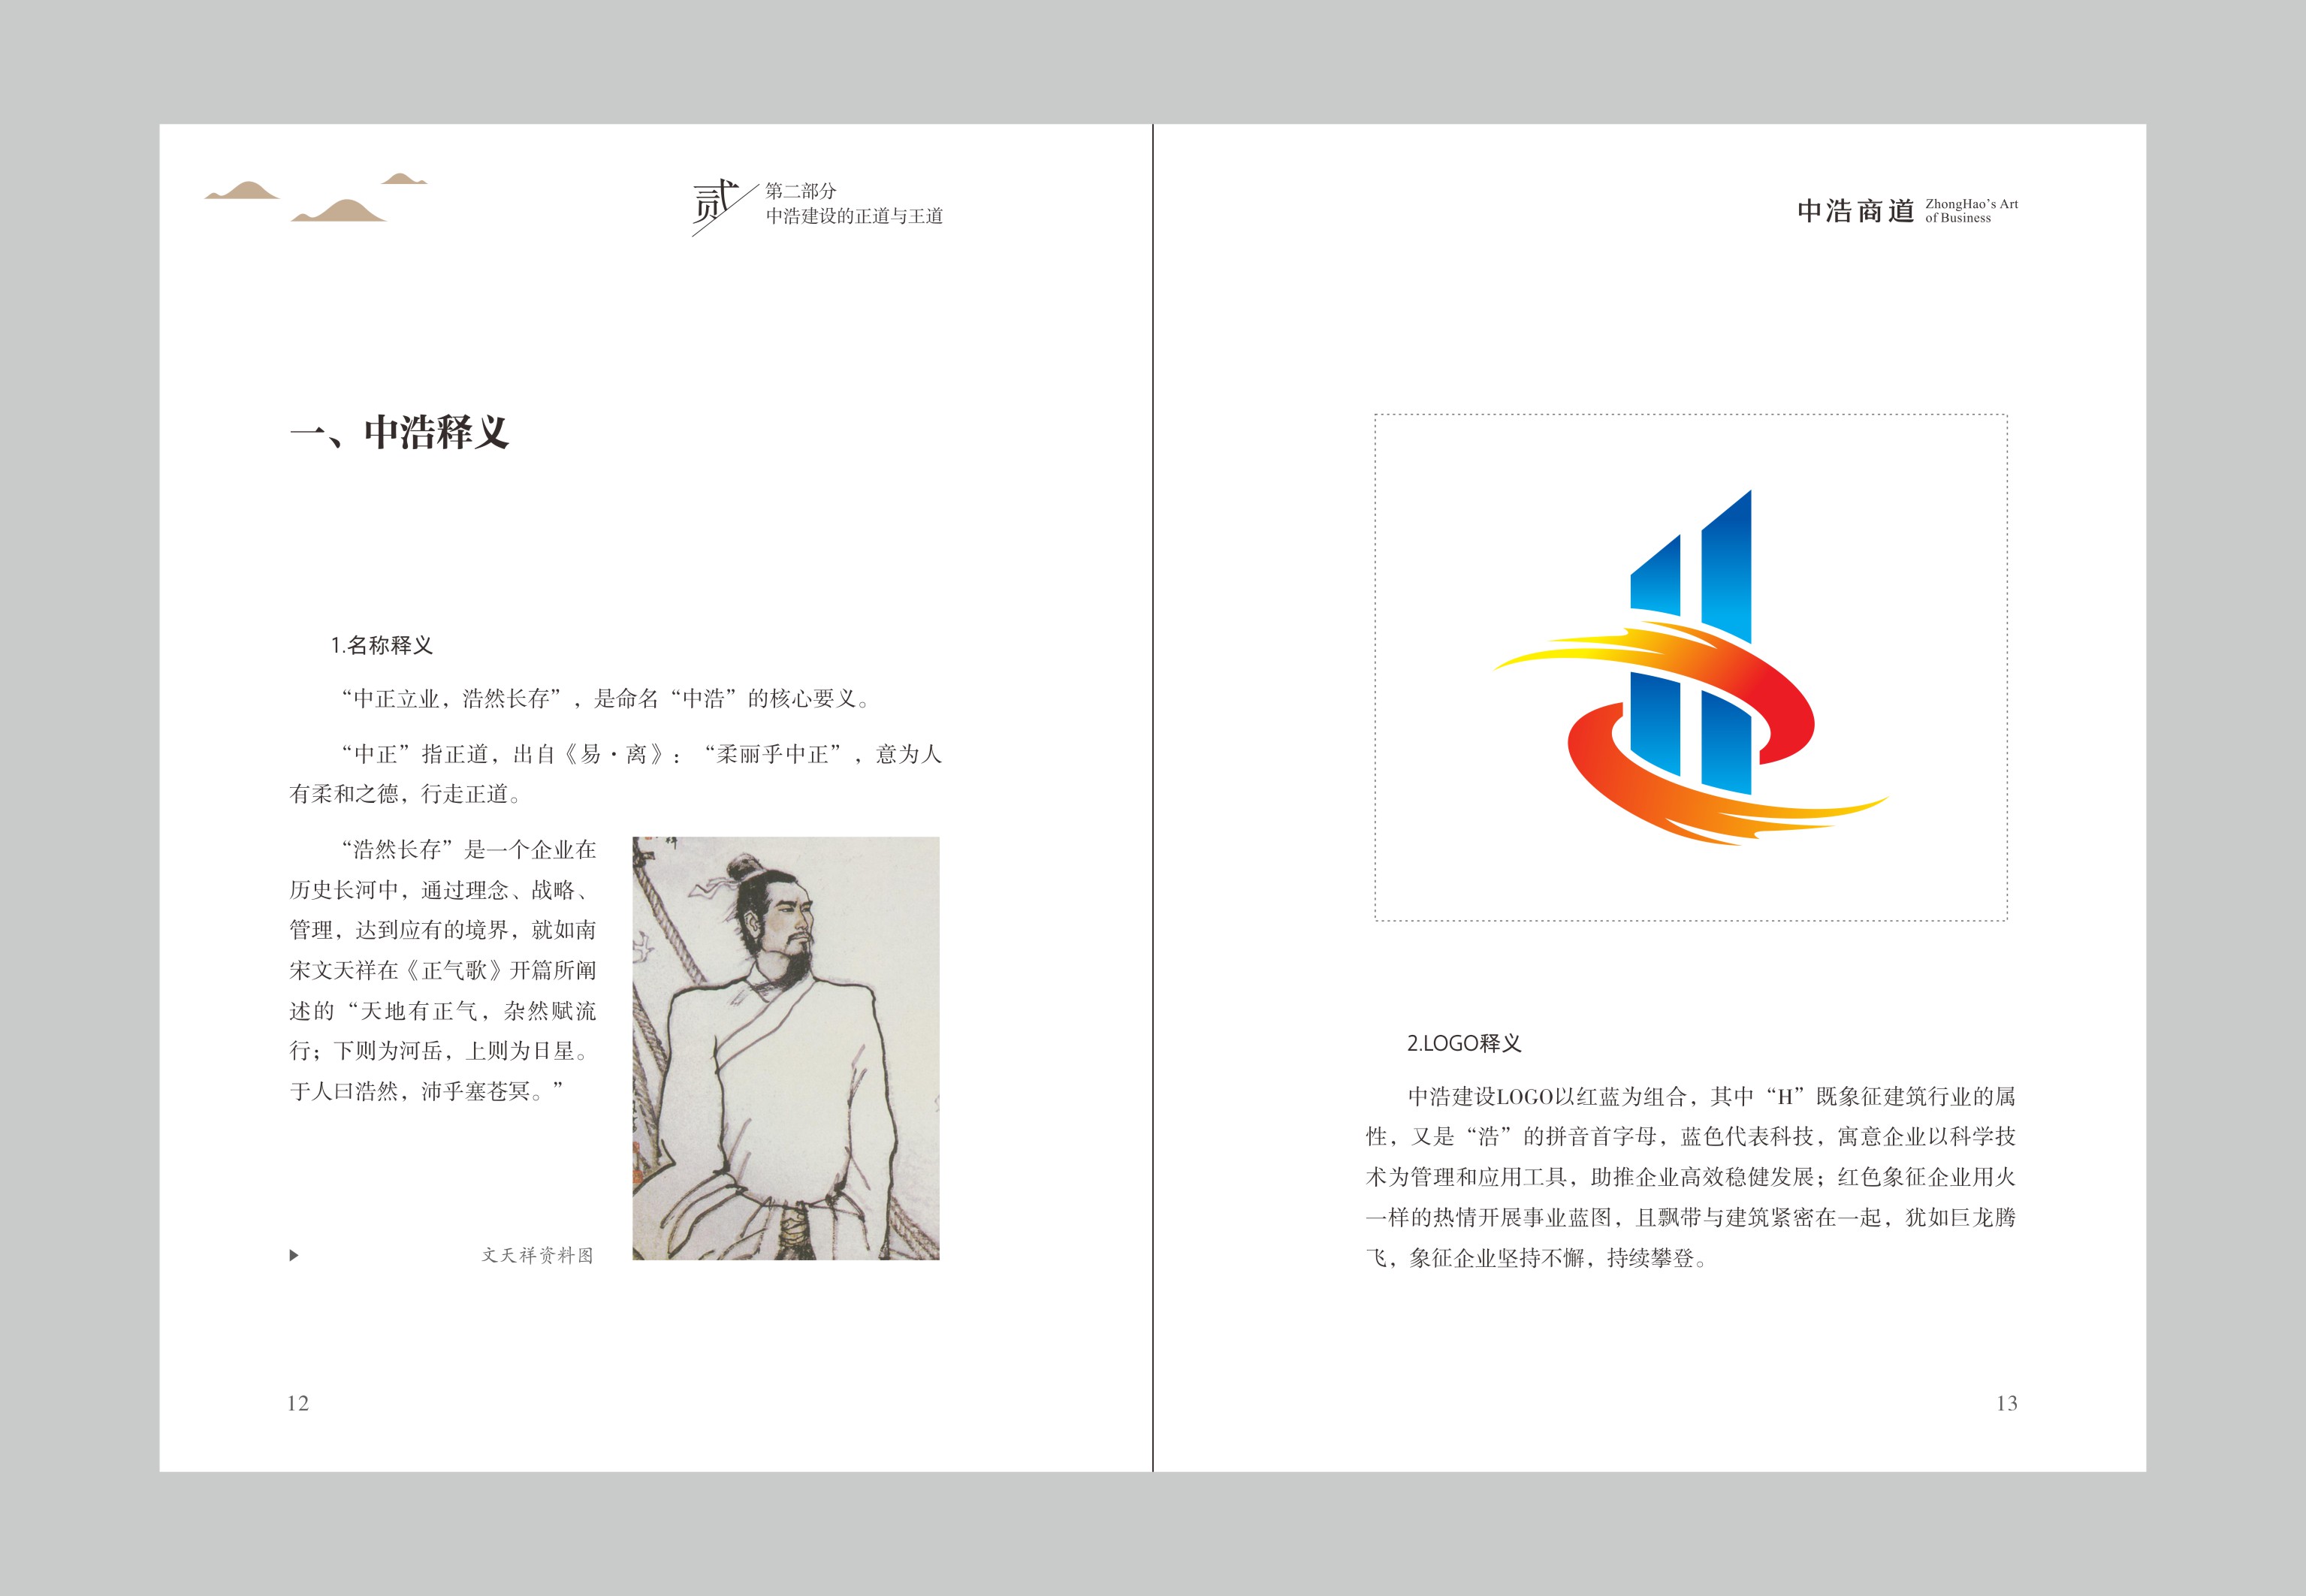 贰
第二部分
中浩建设的正道与王道
一、中浩释义
1.名称释义
“中正立业，浩然长存”，是命名“中浩”的核心要义。
“中正”指正道，出自《易·离》：“柔丽乎中正”，意为人
有柔和之德，行走正道。
“浩然长存”是一个企业在
历史长河中，通过理念、战略、
管理，达到应有的境界，就如南
宋文天祥在《正气歌》开篇所阐
述的“天地有正气，杂然赋流
行；下则为河岳，上则为日星。
于人曰浩然，沛乎塞苍冥。”
文天祥资料图
12
中浩商道
ZhongHao's Art
of Business
2.LOGO释义
中浩建设LOGO以红蓝为组合，其中“H”既象征建筑行业的属
性，又是“浩”的拼音首字母，蓝色代表科技，寓意企业以科学技
术为管理和应用工具，助推企业高效稳健发展；红色象征企业用火
一样的热情开展事业蓝图，且飘带与建筑紧密在一起，犹如巨龙腾
飞，象征企业坚持不懈，持续攀登。
13